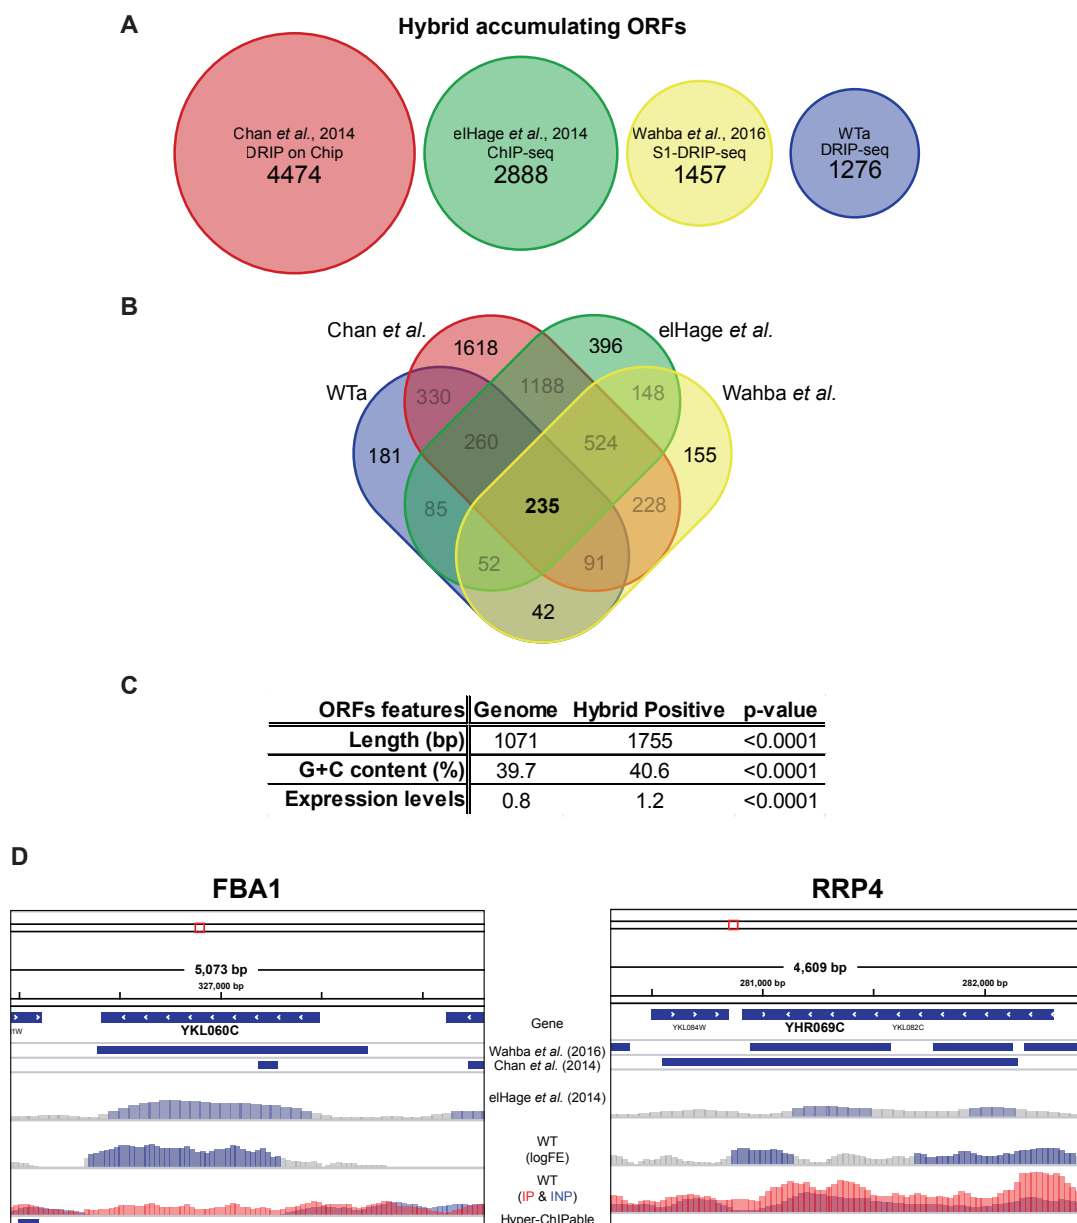 A
Hybrid accumulating ORFs
Chan et al., 2014
DRIP on Chip
4474
elHage et al., 2014
ChIP-seq
2888
Wahba et al., 2016
S1-DRIP-seq
1457
WTa
DRIP-seq
1276
B
Chan et al.
elHage et al.
WTa
Wahba et al.
1618
396
330
1188
148
181
260
524
155
85
235
228
52
91
42
C
ORFs features Genome Hybrid Positive p-value
Length (bp) 1071 1755 <0.0001
G+C content (%) 39.7 40.6 <0.0001
Expression levels 0.8 1.2 <0.0001
D
FBA1
RRP4
5,073 bp
327,000 bp
4,609 bp
281,000 bp
282,000 bp
1W
YKL060C
Gene
YKL084W
YHR069C
YKL082C
Wahba et al. (2016)
Chan et al. (2014)
elHage et al. (2014)
WT
(logFE)
WT
(IP & INP)
Hyper-ChIPable